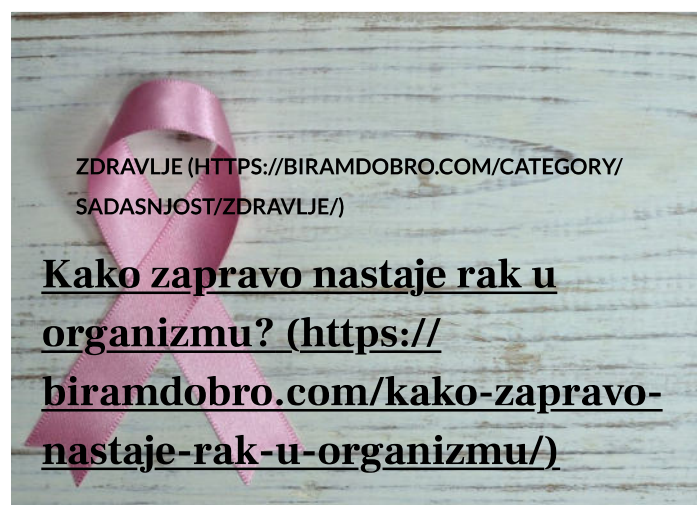 ZDRAVLJE (HTTPS://BIRAMDOBRO.COM/CATEGORY/
SADASNJOST/ZDRAVLJE/)
Kako zapravo nastaje rak u
organizmu? (https://
biramdobro.com/kako-zapravo-
nastaje-rak-u-organizmu/)